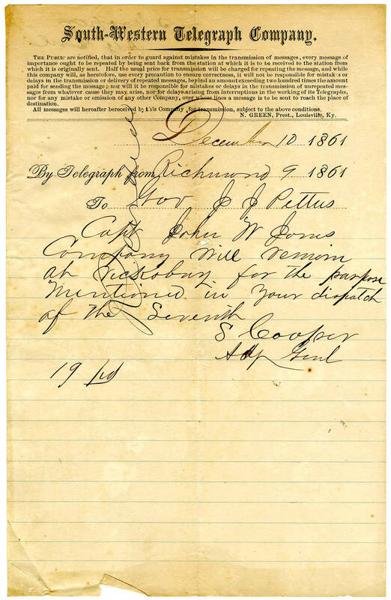 South-Western Telegraph Company.
THE PUBLIC are notified, that in order to guard against mistakes in the transmission of messages, every message of
importance ought to be repeated by being sent back from the station at which it is to be received to the station from
which it is originally sent. Half the usual price for transmission will be charged for repeating the message, and while
this company will, as heretofore, use every precaution to ensure correctness, it will not be responsible for mistakes
or delays in the transmission or delivery of repeated messages, beyond an amount exceeding two hundred times the amount
paid for sending the message; nor will it be responsible for mistakes or delays in the transmission of unrepeated mes-
sages from whatever cause they may arise, nor for delays arising from interruptions in the working of its Telegraphs,
nor for any mistake or omission of any other Company, over whose lines a message is to be sent to reach the place of
destination.
All messages will hereafter be received by this Company, for transmission, subject to the above conditions.
N. GREEN, Prest., Louisville, Ky.
December 10 1861
By Telegraph from Richmond 9 1861
To Gov J J Pettus
Capt John W Jones
Company will remain
at Vicksburg for the purpose
mentioned in your dispatch
of the Seventh
S Cooper
Adj Genl
19